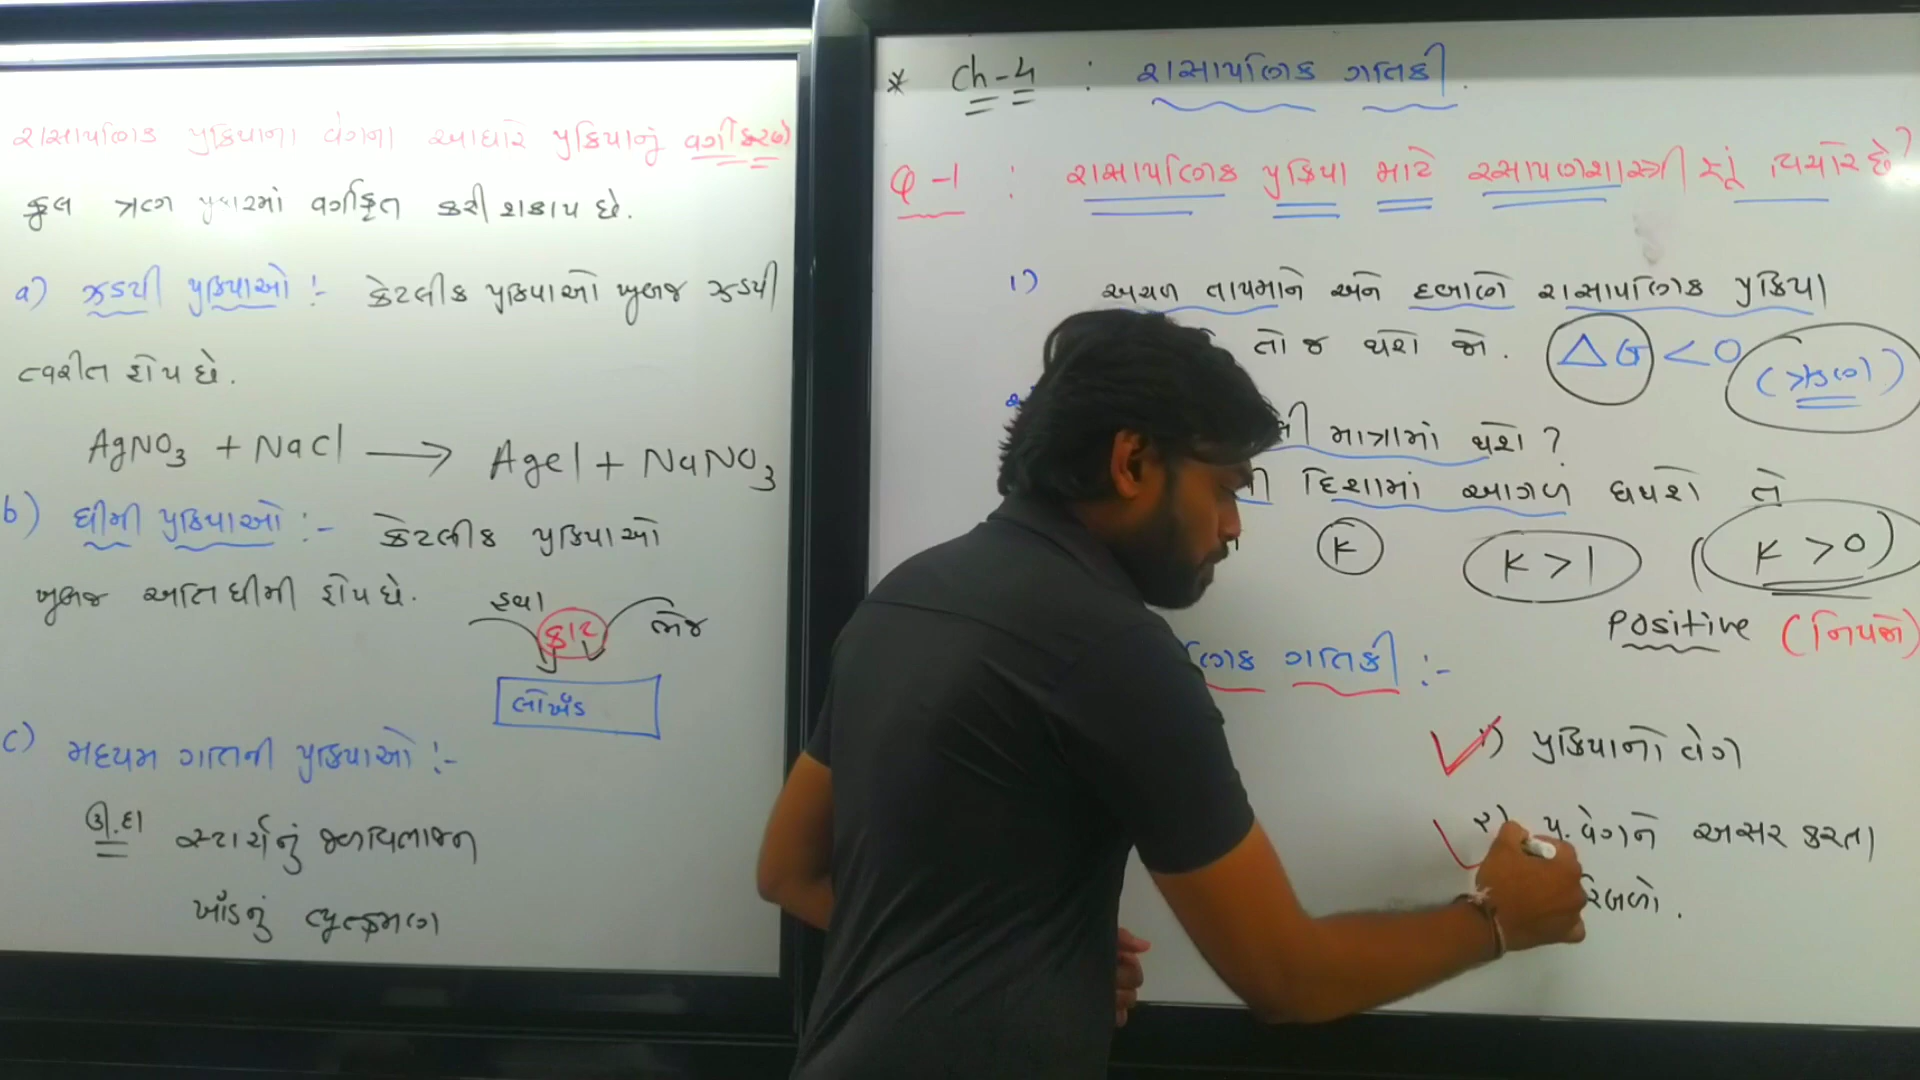 રાસાયણિક પ્રક્રિયાના વેગના આધારે પ્રક્રિયાનું વર્ગીકરણ
કુલ ત્રણ પ્રકારમાં વર્ગીકૃત કરી શકાય છે.
a) ઝડપી પ્રક્રિયાઓ :- કેટલીક પ્રક્રિયાઓ ખુબજ ઝડપી
ત્વરીત હોય છે.
AgNO3 + NaCl ⟶ Agcl + NaNO3
b) ધીમી પ્રક્રિયાઓ :- કેટલીક પ્રક્રિયાઓ
ખુબજ અતિ ધીમી હોય છે.
હવા કાટ ભેજ
લોખંડ
c) મધ્યમ ગતિની પ્રક્રિયાઓ :-
ઊ.દા સ્ટાર્ચનું જળવિભાજન
ખાંડનું વ્યુત્ક્રમણ
* Ch-4 : રાસાયણિક ગતિકી.
Q-1 : રાસાયણિક પ્રક્રિયા માટે રસાયણશાસ્ત્રી શું વિચારે છે?
1) અચળ તાપમાને અને દબાણે રાસાયણિક પ્રક્રિયા
તો જ થશે જો. ΔG < 0 (ઋણ)
માત્રામાં થશે ?
દિશામાં આગળ ધપશે તે
K K > 1 ( K > 0 )
Positive (નિપજો)
ગતિકી :-
૧) પ્રક્રિયાનો વેગ
૨) પ્ર. વેગને અસર કરતા